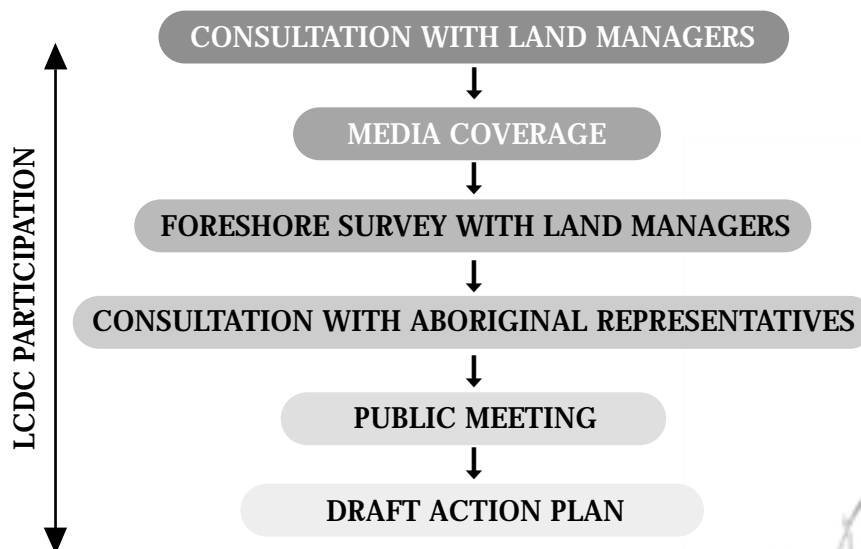 CONSULTATION WITH LAND MANAGERS
MEDIA COVERAGE
FORESHORE SURVEY WITH LAND MANAGERS
CONSULTATION WITH ABORIGINAL REPRESENTATIVES
PUBLIC MEETING
DRAFT ACTION PLAN
LCDC PARTICIPATION